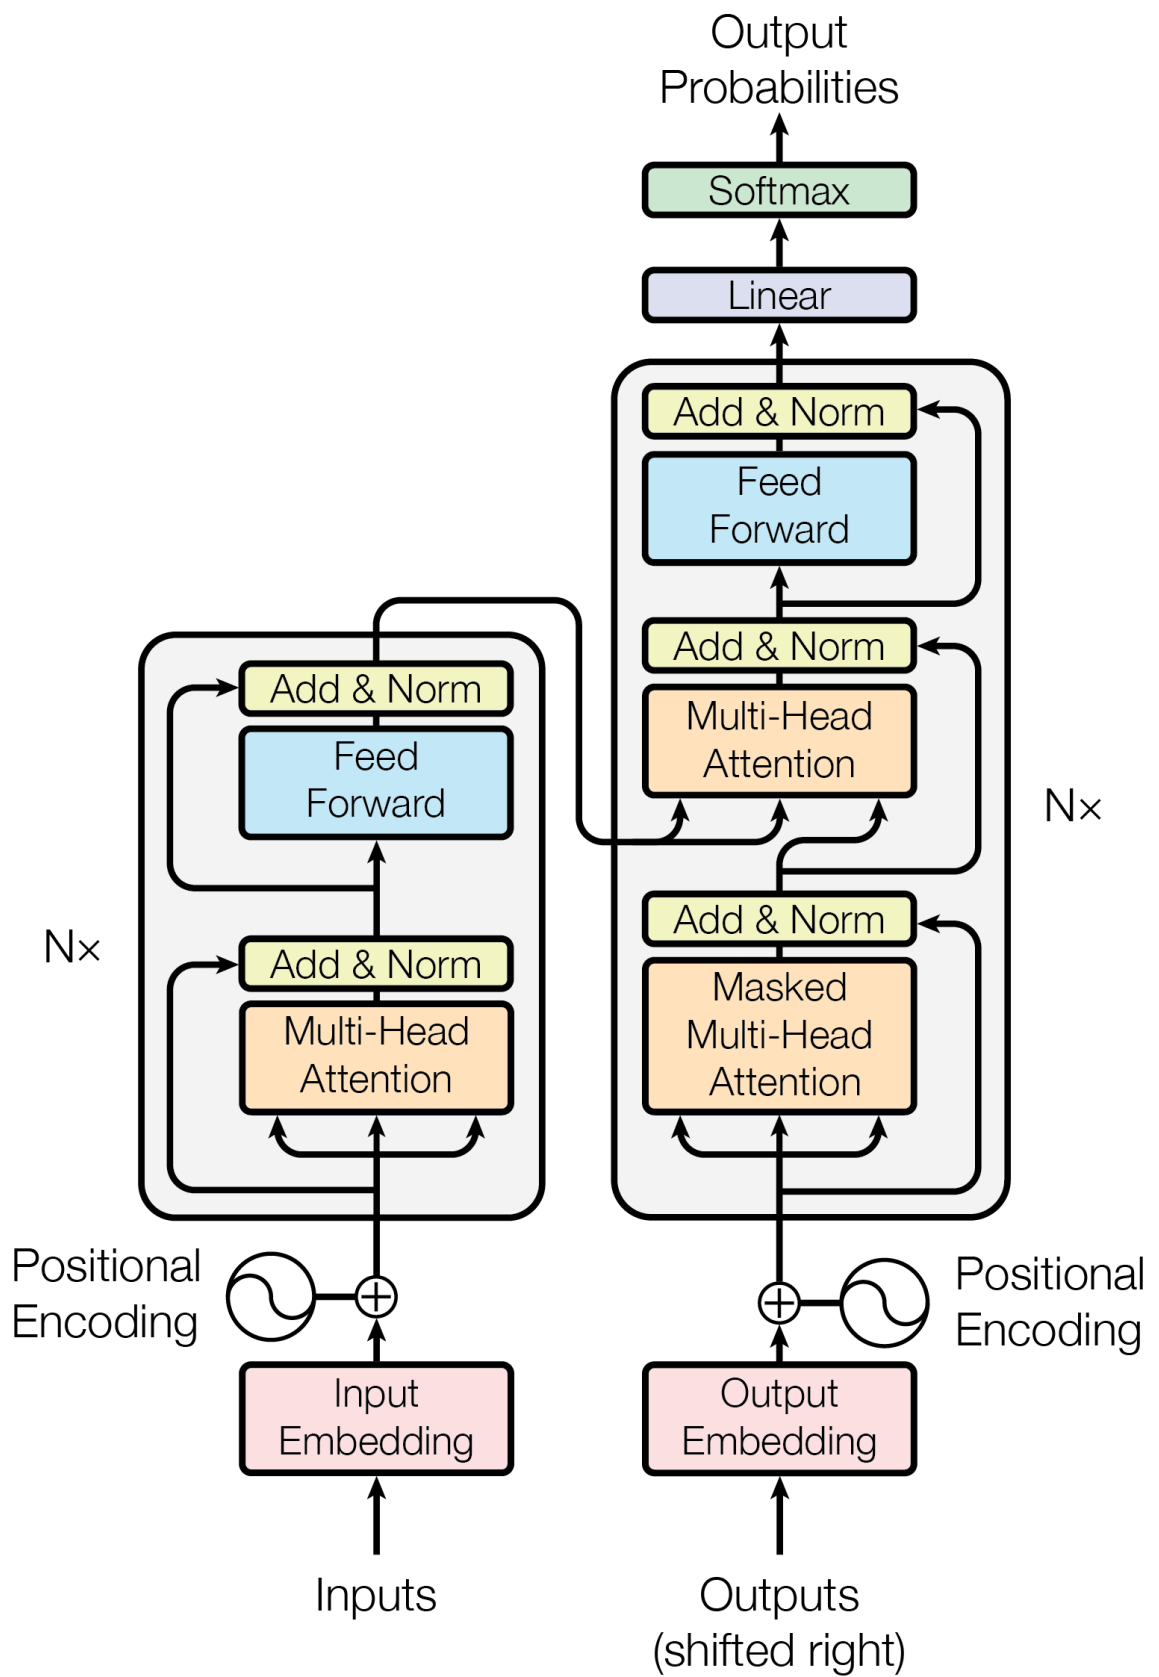 Output
Probabilities
Softmax
Linear
Add & Norm
Feed
Forward
Add & Norm
Multi-Head
Attention
Add & Norm
Masked
Multi-Head
Attention
N×
Add & Norm
Feed
Forward
Add & Norm
Multi-Head
Attention
N×
Positional
Encoding
Positional
Encoding
Input
Embedding
Output
Embedding
Inputs
Outputs
(shifted right)